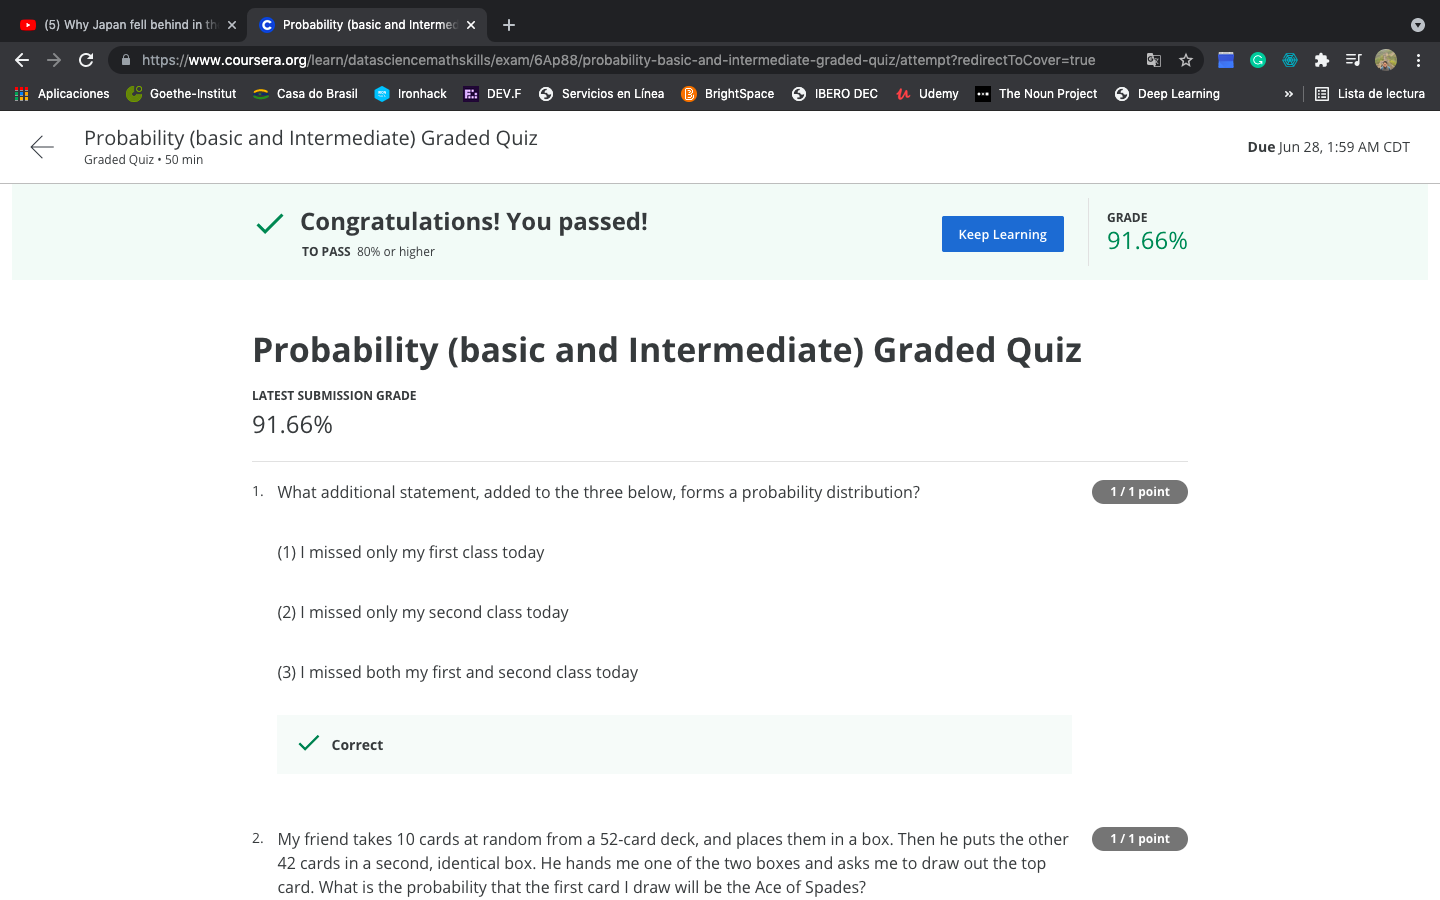 (5) Why Japan fell behind in th
Probability (basic and Intermed
https://www.coursera.org/learn/datasciencemathskills/exam/6Ap88/probability-basic-and-intermediate-graded-quiz/attempt?redirectToCover=true
Aplicaciones Goethe-Institut Casa do Brasil Ironhack DEV.F Servicios en Línea BrightSpace IBERO DEC Udemy The Noun Project Deep Learning » Lista de lectura
Probability (basic and Intermediate) Graded Quiz
Graded Quiz • 50 min
Due Jun 28, 1:59 AM CDT
Congratulations! You passed!
TO PASS 80% or higher
Keep Learning
GRADE
91.66%
Probability (basic and Intermediate) Graded Quiz
LATEST SUBMISSION GRADE
91.66%
1. What additional statement, added to the three below, forms a probability distribution?
1 / 1 point
(1) I missed only my first class today
(2) I missed only my second class today
(3) I missed both my first and second class today
Correct
2. My friend takes 10 cards at random from a 52-card deck, and places them in a box. Then he puts the other
1 / 1 point
42 cards in a second, identical box. He hands me one of the two boxes and asks me to draw out the top
card. What is the probability that the first card I draw will be the Ace of Spades?